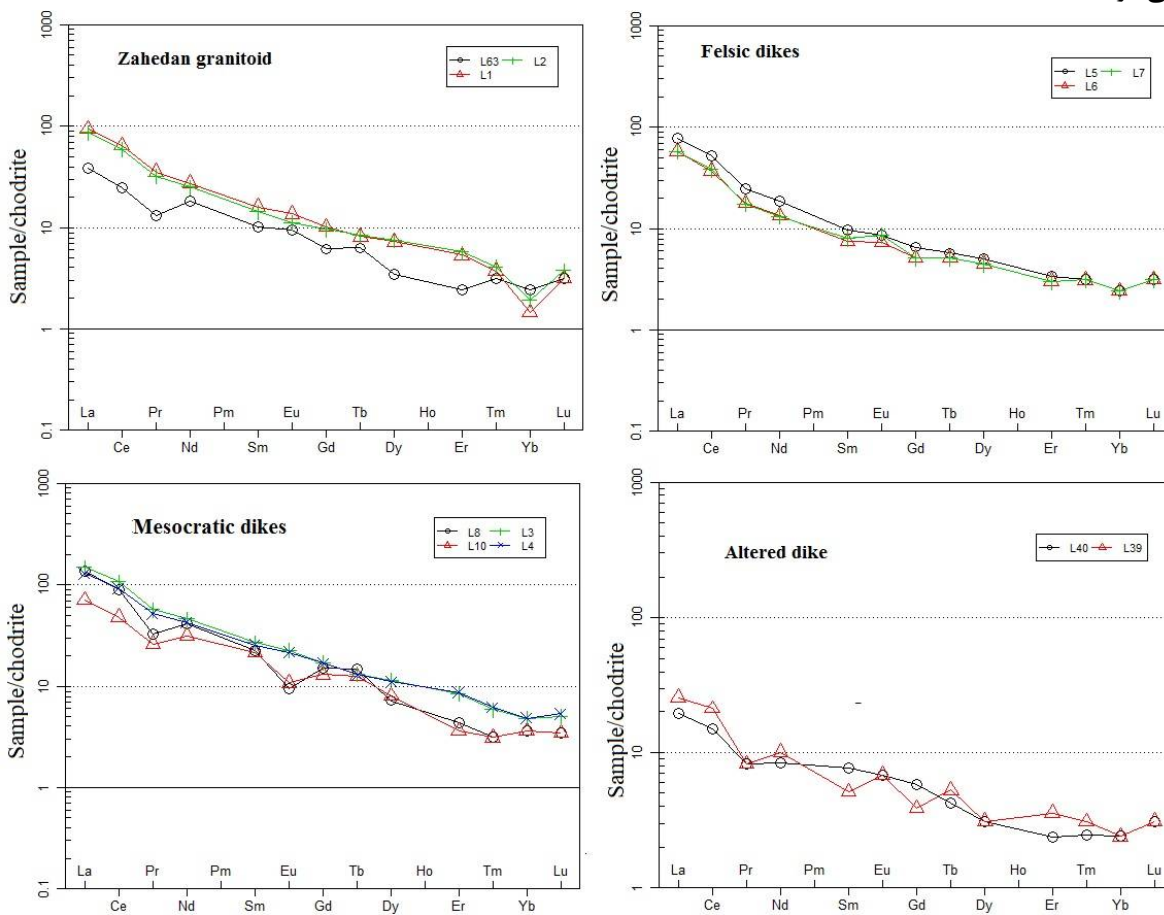 Zahedan granitoid
L63 L2
L1
Sample/chodrite
1000
100
10
1
0.1
La Pr Pm Eu Tb Ho Tm Lu
Ce Nd Sm Gd Dy Er Yb
Felsic dikes
L5 L7
L6
Sample/chodrite
1000
100
10
1
0.1
La Pr Pm Eu Tb Ho Tm Lu
Ce Nd Sm Gd Dy Er Yb
Mesocratic dikes
L8 L3
L10 L4
Sample/chodrite
1000
100
10
1
0.1
La Pr Pm Eu Tb Ho Tm Lu
Ce Nd Sm Gd Dy Er Yb
Altered dike
L40 L39
Sample/chodrite
1000
100
10
1
La Pr Pm Eu Tb Ho Tm Lu
Ce Nd Sm Gd Dy Er Yb